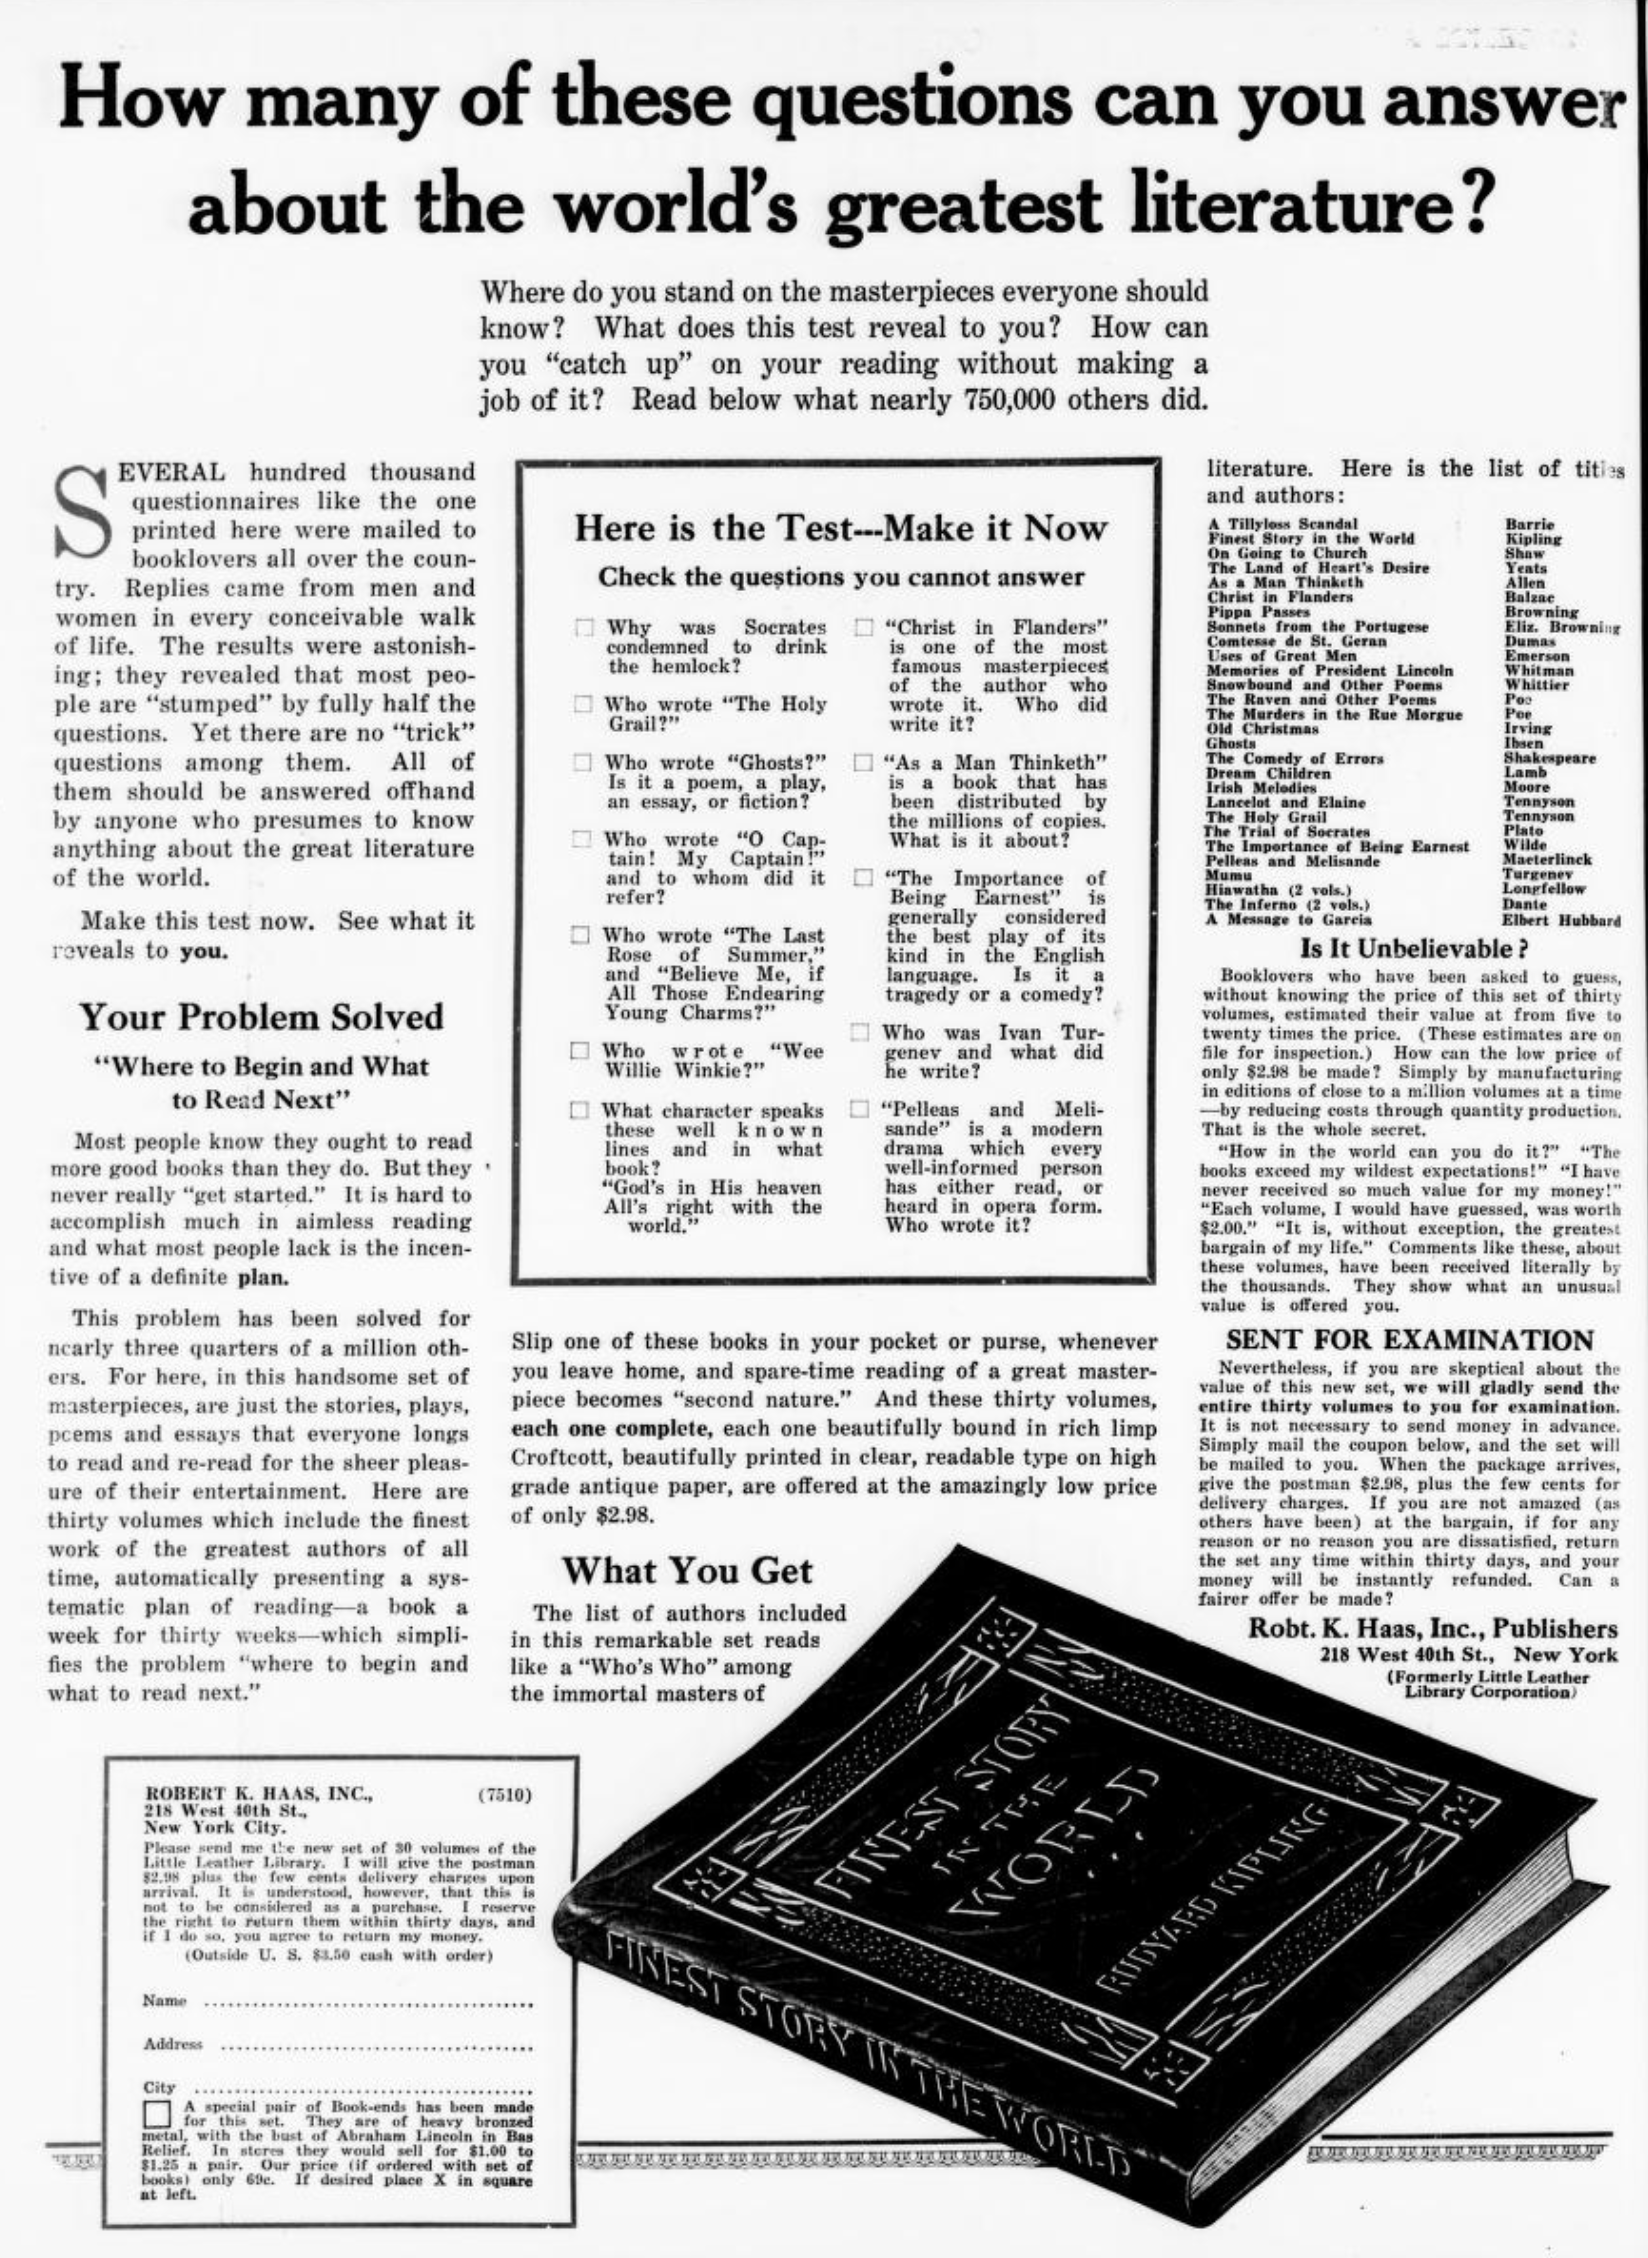 How many of these questions can you answer
about the world's greatest literature?
Where do you stand on the masterpieces everyone should
know? What does this test reveal to you? How can
you "catch up" on your reading without making a
job of it? Read below what nearly 750,000 others did.
SEVERAL hundred thousand
questionnaires like the one
printed here were mailed to
booklovers all over the coun-
try. Replies came from men and
women in every conceivable walk
of life. The results were astonish-
ing; they revealed that most peo-
ple are "stumped" by fully half the
questions. Yet there are no "trick"
questions among them. All of
them should be answered offhand
by anyone who presumes to know
anything about the great literature
of the world.
Make this test now. See what it
reveals to you.
Your Problem Solved
"Where to Begin and What
to Read Next"
Most people know they ought to read
more good books than they do. But they
never really "get started." It is hard to
accomplish much in aimless reading
and what most people lack is the incen-
tive of a definite plan.
This problem has been solved for
nearly three quarters of a million oth-
ers. For here, in this handsome set of
masterpieces, are just the stories, plays,
poems and essays that everyone longs
to read and re-read for the sheer pleas-
ure of their entertainment. Here are
thirty volumes which include the finest
work of the greatest authors of all
time, automatically presenting a sys-
tematic plan of reading—a book a
week for thirty weeks—which simpli-
fies the problem "where to begin and
what to read next."
Here is the Test---Make it Now
Check the questions you cannot answer
Why was Socrates
condemned to drink
the hemlock?
Who wrote "The Holy
Grail?"
Who wrote "Ghosts?"
Is it a poem, a play,
an essay, or fiction?
Who wrote "O Cap-
tain! My Captain!"
and to whom did it
refer?
Who wrote "The Last
Rose of Summer,"
and "Believe Me, if
All Those Endearing
Young Charms?"
Who wrote "Wee
Willie Winkie?"
What character speaks
these well known
lines and in what
book?
"God's in His heaven
All's right with the
world."
"Christ in Flanders"
is one of the most
famous masterpieces
of the author who
wrote it. Who did
write it?
"As a Man Thinketh"
is a book that has
been distributed by
the millions of copies.
What is it about?
"The Importance of
Being Earnest" is
generally considered
the best play of its
kind in the English
language. Is it a
tragedy or a comedy?
Who was Ivan Tur-
genev and what did
he write?
"Pelleas and Meli-
sande" is a modern
drama which every
well-informed person
has either read, or
heard in opera form.
Who wrote it?
Slip one of these books in your pocket or purse, whenever
you leave home, and spare-time reading of a great master-
piece becomes "second nature." And these thirty volumes,
each one complete, each one beautifully bound in rich limp
Croftcott, beautifully printed in clear, readable type on high
grade antique paper, are offered at the amazingly low price
of only $2.98.
What You Get
The list of authors included
in this remarkable set reads
like a "Who's Who" among
the immortal masters of
literature. Here is the list of titles
and authors:
A Tillyloss Scandal Barrie
Finest Story in the World Kipling
On Going to Church Shaw
The Land of Heart's Desire Yeats
As a Man Thinketh Allen
Christ in Flanders Balzac
Pippa Passes Browning
Sonnets from the Portugese Eliz. Browning
Comtesse de St. Geran Dumas
Uses of Great Men Emerson
Memories of President Lincoln Whitman
Snowbound and Other Poems Whittier
The Raven and Other Poems Poe
The Murders in the Rue Morgue Poe
Old Christmas Irving
Ghosts Ibsen
The Comedy of Errors Shakespeare
Dream Children Lamb
Irish Melodies Moore
Lancelot and Elaine Tennyson
The Holy Grail Tennyson
The Trial of Socrates Plato
The Importance of Being Earnest Wilde
Pelleas and Melisande Maeterlinck
Mumu Turgenev
Hiawatha (2 vols.) Longfellow
The Inferno (2 vols.) Dante
A Message to Garcia Elbert Hubbard
Is It Unbelievable?
Booklovers who have been asked to guess,
without knowing the price of this set of thirty
volumes, estimated their value at from five to
twenty times the price. (These estimates are on
file for inspection.) How can the low price of
only $2.98 be made? Simply by manufacturing
in editions of close to a million volumes at a time
—by reducing costs through quantity production.
That is the whole secret.
"How in the world can you do it?" "The
books exceed my wildest expectations!" "I have
never received so much value for my money!"
"Each volume, I would have guessed, was worth
$2.00." "It is, without exception, the greatest
bargain of my life." Comments like these, about
these volumes, have been received literally by
the thousands. They show what an unusual
value is offered you.
SENT FOR EXAMINATION
Nevertheless, if you are skeptical about the
value of this new set, we will gladly send the
entire thirty volumes to you for examination.
It is not necessary to send money in advance.
Simply mail the coupon below, and the set will
be mailed to you. When the package arrives,
give the postman $2.98, plus the few cents for
delivery charges. If you are not amazed (as
others have been) at the bargain, if for any
reason or no reason you are dissatisfied, return
the set any time within thirty days, and your
money will be instantly refunded. Can a
fairer offer be made?
Robt. K. Haas, Inc., Publishers
218 West 40th St., New York
(Formerly Little Leather
Library Corporation)
ROBERT K. HAAS, INC., (7510)
218 West 40th St.,
New York City.
Please send me the new set of 30 volumes of the
Little Leather Library. I will give the postman
$2.98 plus the few cents delivery charges upon
arrival. It is understood, however, that this is
not to be considered as a purchase. I reserve
the right to return them within thirty days, and
if I do so, you agree to return my money.
(Outside U. S. $3.50 cash with order)
Name
Address
City
A special pair of Book-ends has been made
for this set. They are of heavy bronzed
metal, with the bust of Abraham Lincoln in Bas
Relief. In stores they would sell for $1.00 to
$1.25 a pair. Our price (if ordered with set of
books) only 69c. If desired place X in square
at left.
FINEST STORY
IN THE
WORLD
RUDYARD KIPLING
FINEST STORY IN THE WORLD